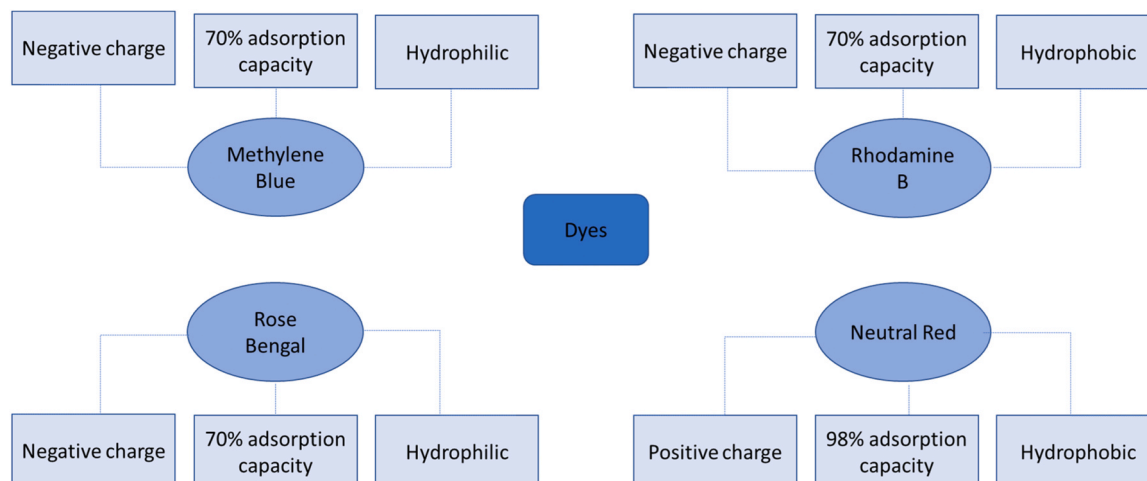 Negative charge
70% adsorption
capacity
Hydrophilic
Methylene
Blue
Negative charge
70% adsorption
capacity
Hydrophobic
Rhodamine
B
Dyes
Rose
Bengal
Negative charge
70% adsorption
capacity
Hydrophilic
Neutral Red
Positive charge
98% adsorption
capacity
Hydrophobic